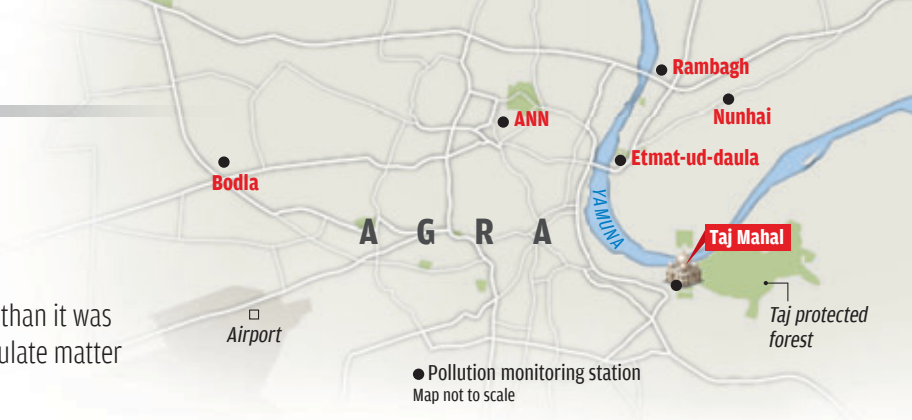 Rambagh
Nunhai
ANN
Etmat-ud-daula
Bodla
YAMUNA
AGRA
Taj Mahal
than it was
Airport
Taj protected
forest
matter
Pollution monitoring station
Map not to scale